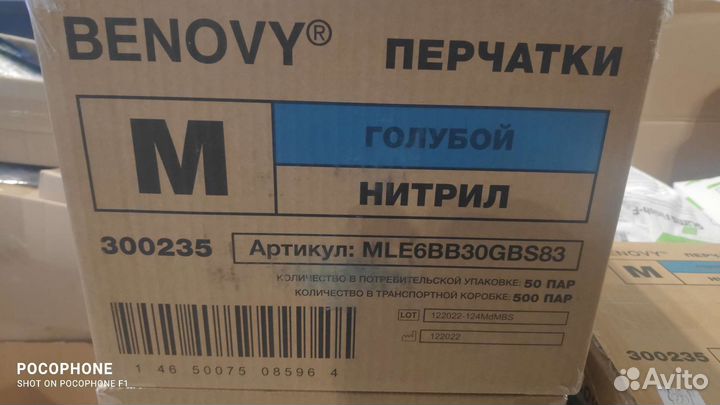 BENOVY®
ПЕРЧАТКИ
M
ГОЛУБОЙ
НИТРИЛ
300235
Артикул: MLE6BB30GBS83
КОЛИЧЕСТВО В ПОТРЕБИТЕЛЬСКОЙ УПАКОВКЕ: 50 ПАР
КОЛИЧЕСТВО В ТРАНСПОРТНОЙ КОРОБКЕ: 500 ПАР
LOT 122022-124MdMBS
122022
1 46 50075 08596 4
NOVY®
M
300235
POCOPHONE
SHOT ON POCOPHONE F1
Avito